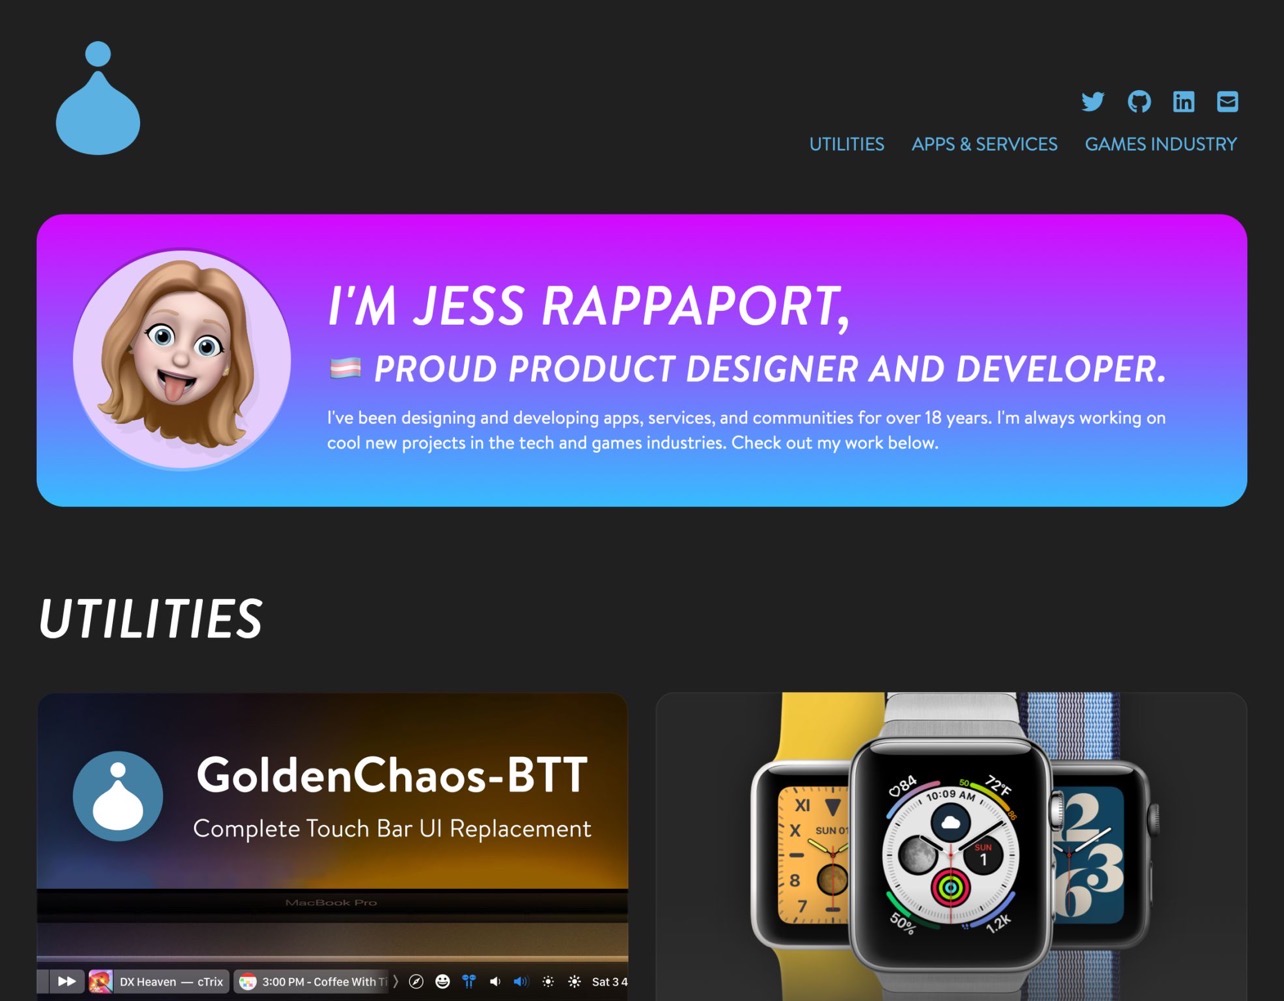 UTILITIES APPS & SERVICES GAMES INDUSTRY
I'M JESS RAPPAPORT,
PROUD PRODUCT DESIGNER AND DEVELOPER.
I've been designing and developing apps, services, and communities for over 18 years. I'm always working on
cool new projects in the tech and games industries. Check out my work below.
UTILITIES
GoldenChaos-BTT
Complete Touch Bar UI Replacement
MacBook Pro
DX Heaven — cTrix
3:00 PM - Coffee With Ti
Sat 3 4
XI
X
SUN 01
8
7
84
50
72°F
86
10:09 AM
SUN
1
50%
1.2k
2
3
6